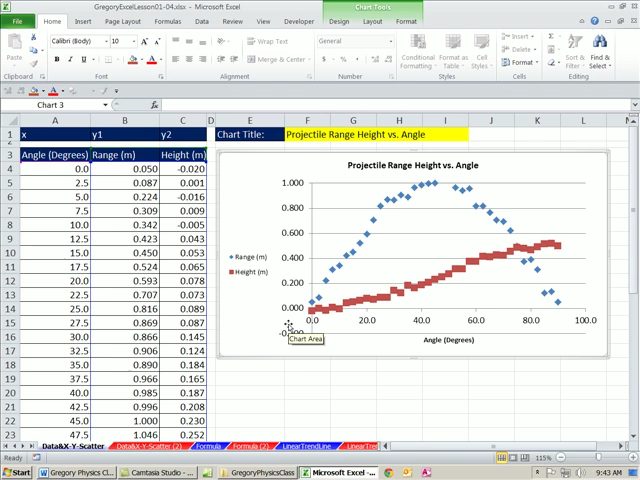 GregoryExcelLesson01-04.xlsx - Microsoft Excel
Chart Tools
File Home Insert Page Layout Formulas Data Review View Developer Design Layout Format
Calibri (Body) 10
Wrap Text
General
Conditional Formatting
Format as Table
Cell Styles
Insert
Delete
Format
Sort & Filter
Find & Select
Paste
Merge & Center
Clipboard Font Alignment Number Styles Cells Editing
Chart 3
A B C D E F G H I J K L
1 x y1 y2 Chart Title: Projectile Range Height vs. Angle
2
3 Angle (Degrees) Range (m) Height (m)
4 0.0 0.050 -0.020
5 2.5 0.087 0.001
6 5.0 0.224 -0.016
7 7.5 0.309 0.009
8 10.0 0.342 -0.005
9 12.5 0.423 0.043
10 15.0 0.450 0.053
11 17.5 0.524 0.065
12 20.0 0.593 0.078
13 22.5 0.707 0.073
14 25.0 0.816 0.089
15 27.5 0.869 0.087
16 30.0 0.866 0.145
17 32.5 0.906 0.124
18 35.0 0.890 0.184
19 37.5 0.966 0.165
20 40.0 0.985 0.187
21 42.5 0.996 0.208
22 45.0 1.000 0.230
23 47.5 1.046 0.252
Projectile Range Height vs. Angle
1.000
0.800
0.600
0.400
0.200
0.000
Range (m)
Height (m)
0.0 20.0 40.0 60.0 80.0 100.0
Angle (Degrees)
Chart Area
Data&X-Y-Scatter Data&X-Y-Scatter (2) Formula Formula (2) LinearTrendLine LinearTren
Ready
115%
Start Gregory Physics Cl... Camtasia Studio - ... GregoryPhysicsClass Microsoft Excel - ... 9:43 AM